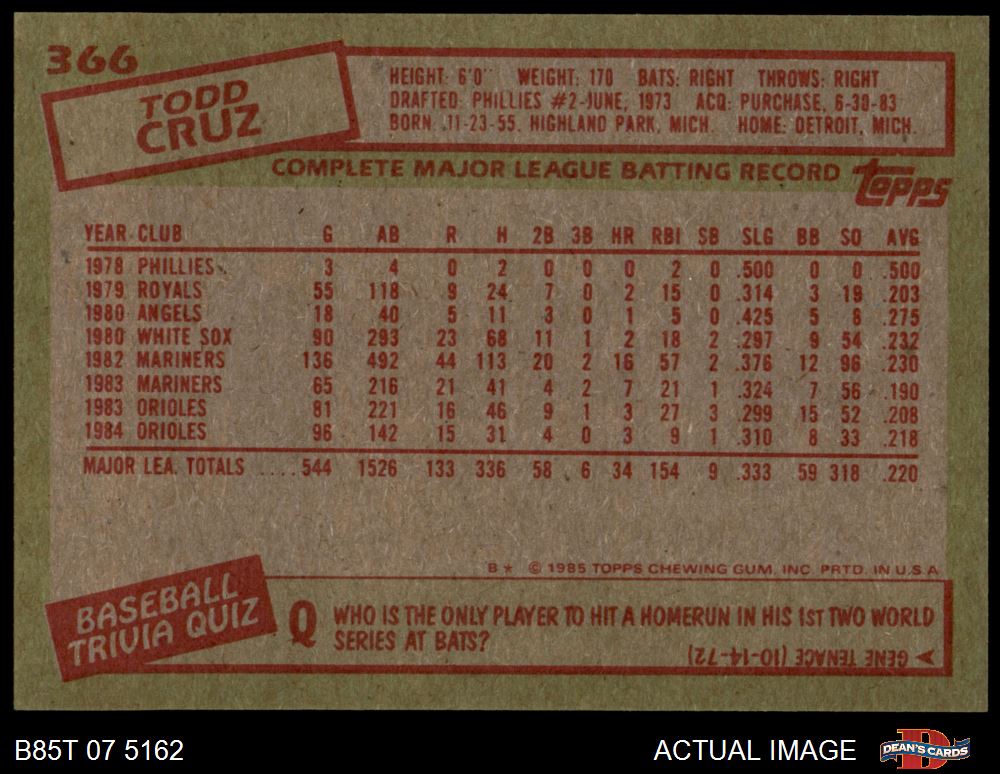 366
TODD
CRUZ
HEIGHT: 6'0" WEIGHT: 170 BATS: RIGHT THROWS: RIGHT
DRAFTED: PHILLIES #2-JUNE, 1973 ACQ: PURCHASE, 6-30-83
BORN 11-23-55, HIGHLAND PARK, MICH. HOME: DETROIT, MICH.
COMPLETE MAJOR LEAGUE BATTING RECORD
Topps
YEAR CLUB G AB R H 2B 3B HR RBI SB SLG BB SO AVG
1978 PHILLIES 3 4 0 2 0 0 0 2 0 .500 0 0 .500
1979 ROYALS 55 118 9 24 7 0 2 15 0 .314 3 19 .203
1980 ANGELS 18 40 5 11 3 0 1 5 0 .425 5 8 .275
1980 WHITE SOX 90 293 23 68 11 1 2 18 2 .297 9 54 .232
1982 MARINERS 136 492 44 113 20 2 16 57 2 .376 12 96 .230
1983 MARINERS 65 216 21 41 4 2 7 21 1 .324 7 56 .190
1983 ORIOLES 81 221 16 46 9 1 3 27 3 .299 15 52 .208
1984 ORIOLES 96 142 15 31 4 0 3 9 1 .310 8 33 .218
MAJOR LEA. TOTALS .... 544 1526 133 336 58 6 34 154 9 .333 59 318 .220
B* © 1985 TOPPS CHEWING GUM, INC. PRTD. IN U.S.A.
BASEBALL
TRIVIA QUIZ
Q WHO IS THE ONLY PLAYER TO HIT A HOMERUN IN HIS 1ST TWO WORLD
SERIES AT BATS?
GENE TENACE (10-14-72)
B85T 07 5162
ACTUAL IMAGE
DEAN'S CARDS